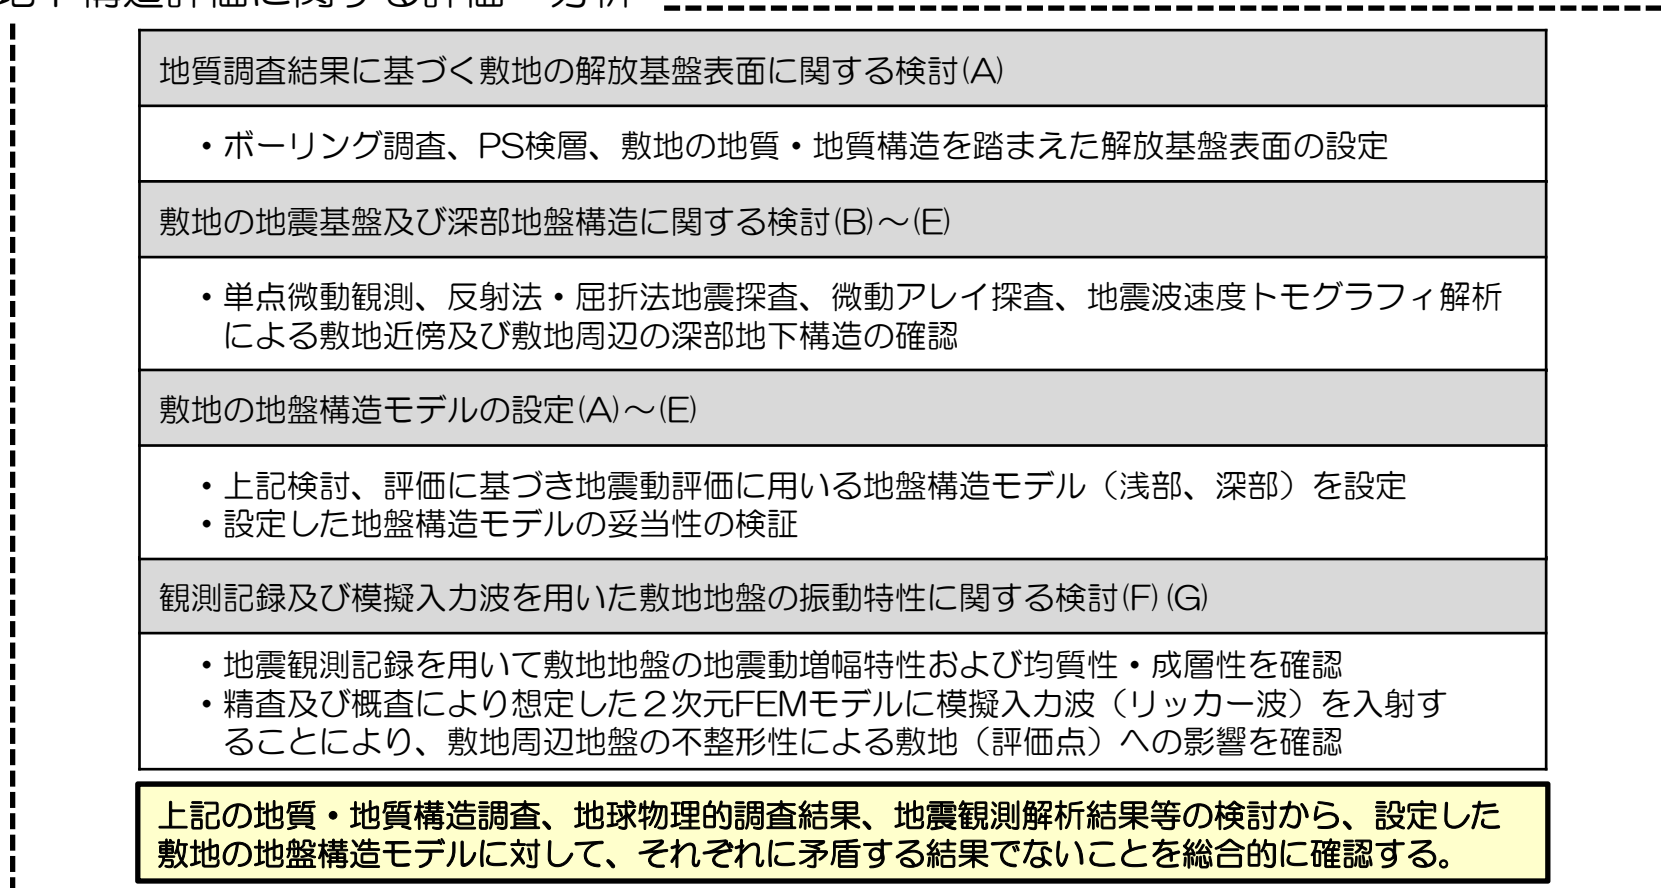 地下構造評価に関する評価・分析
地質調査結果に基づく敷地の解放基盤表面に関する検討(A)
・ボーリング調査、PS検層、敷地の地質・地質構造を踏まえた解放基盤表面の設定
敷地の地震基盤及び深部地盤構造に関する検討(B)～(E)
・単点微動観測、反射法・屈折法地震探査、微動アレイ探査、地震波速度トモグラフィ解析
による敷地近傍及び敷地周辺の深部地下構造の確認
敷地の地盤構造モデルの設定(A)～(E)
・上記検討、評価に基づき地震動評価に用いる地盤構造モデル（浅部、深部）を設定
・設定した地盤構造モデルの妥当性の検証
観測記録及び模擬入力波を用いた敷地地盤の振動特性に関する検討(F)(G)
・地震観測記録を用いて敷地地盤の地震動増幅特性および均質性・成層性を確認
・精査及び概査により想定した２次元FEMモデルに模擬入力波（リッカー波）を入射す
ることにより、敷地周辺地盤の不整形性による敷地（評価点）への影響を確認
上記の地質・地質構造調査、地球物理的調査結果、地震観測解析結果等の検討から、設定した
敷地の地盤構造モデルに対して、それぞれに矛盾する結果でないことを総合的に確認する。